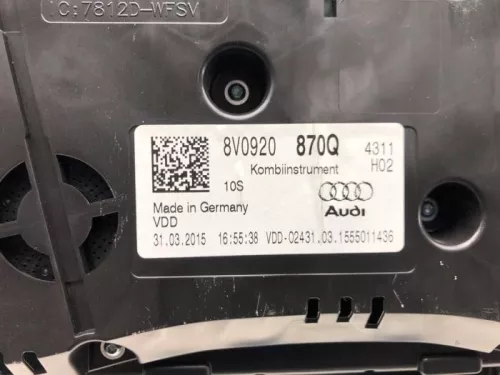 IC:7812D-WFSV
8V0920 870Q 4311
Kombiinstrument H02
10S
Made in Germany
VDD
Audi
31.03.2015 16:55:38 VDD-02431.03.1555011436